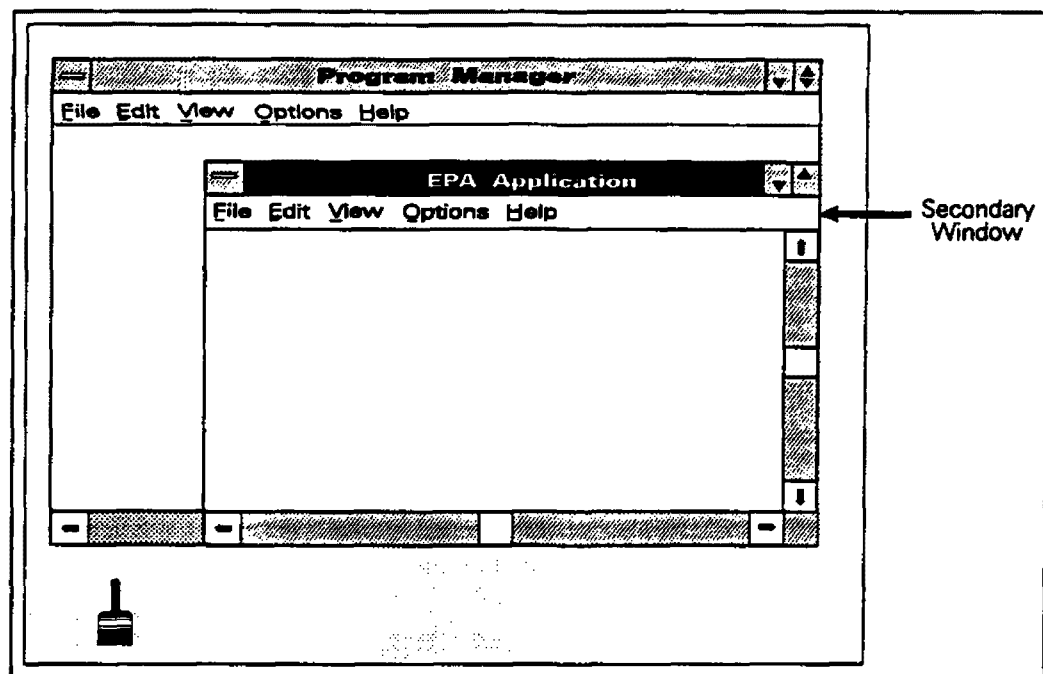 Program Manager
File Edit View Options Help
EPA Application
File Edit View Options Help
Secondary
Window